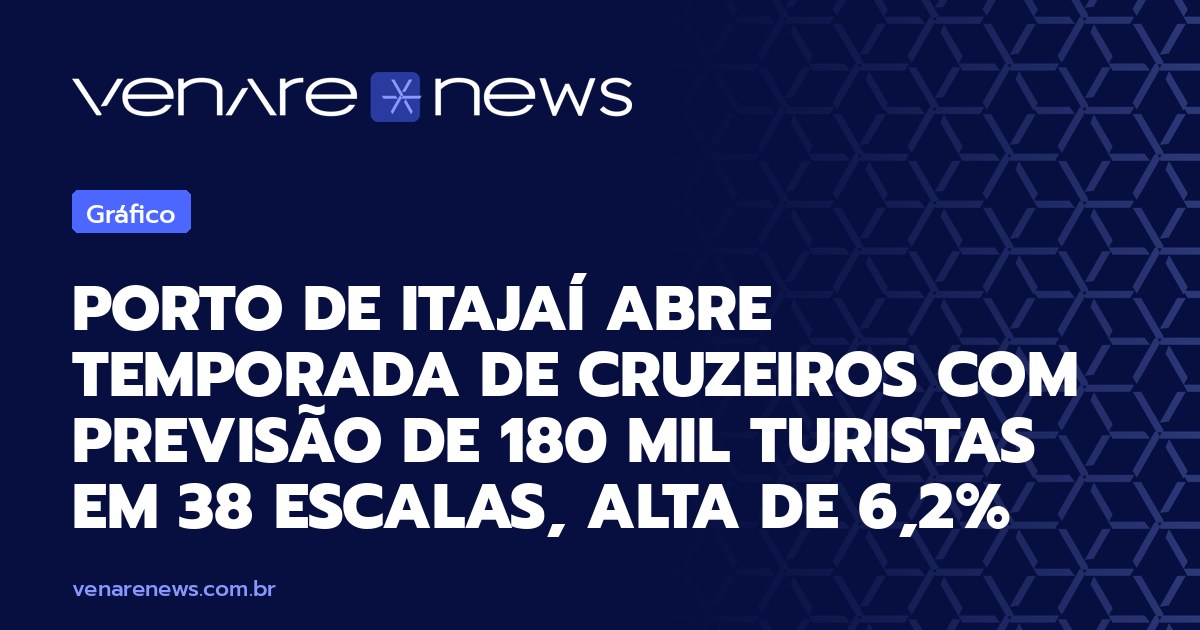 venare news
Gráfico
PORTO DE ITAJAÍ ABRE
TEMPORADA DE CRUZEIROS COM
PREVISÃO DE 180 MIL TURISTAS
EM 38 ESCALAS, ALTA DE 6,2%
venarenews.com.br